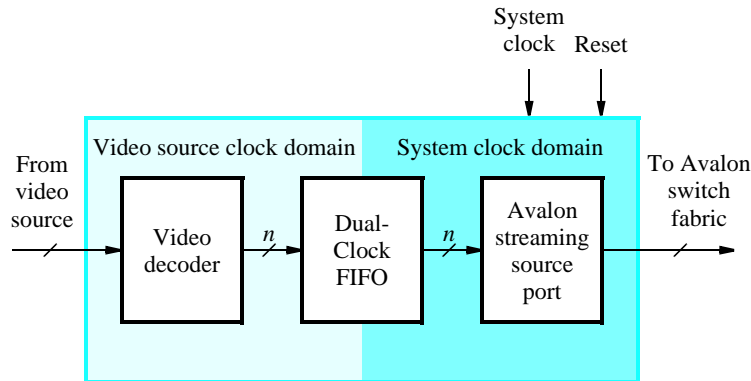 System
clock
Reset
Video source clock domain
System clock domain
From
video
source
To Avalon
switch
fabric
Video
decoder
n
Dual-
Clock
FIFO
n
Avalon
streaming
source
port